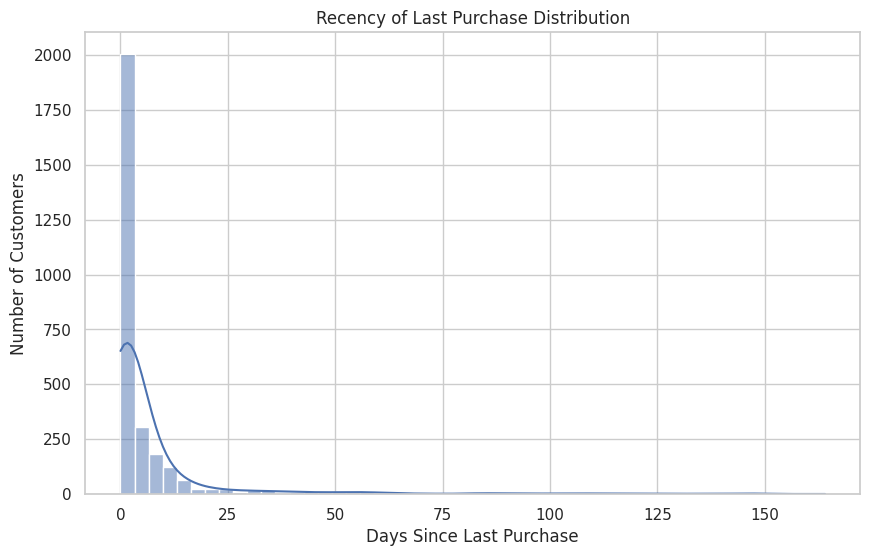 Recency of Last Purchase Distribution
2000
1750
1500
1250
1000
750
500
250
0
Number of Customers
0 25 50 75 100 125 150
Days Since Last Purchase